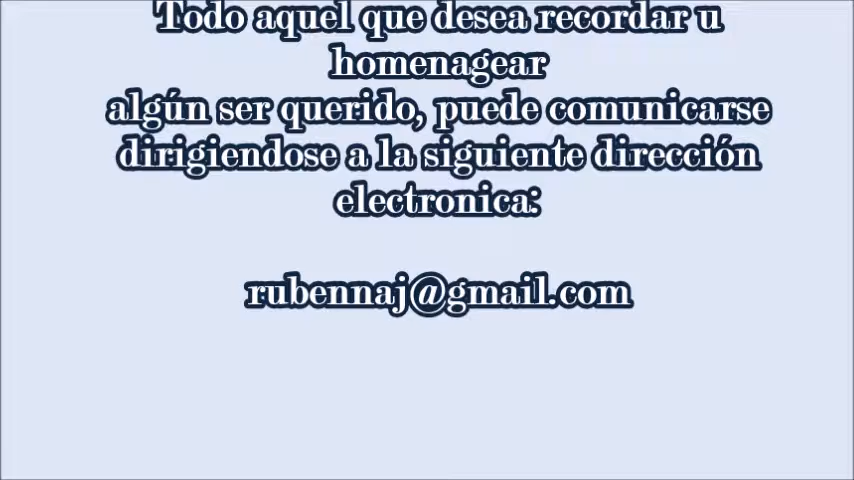 Todo aquel que desea recordar u
homenagear
algún ser querido, puede comunicarse
dirigiendose a la siguiente dirección
electronica:
rubennaj@gmail.com